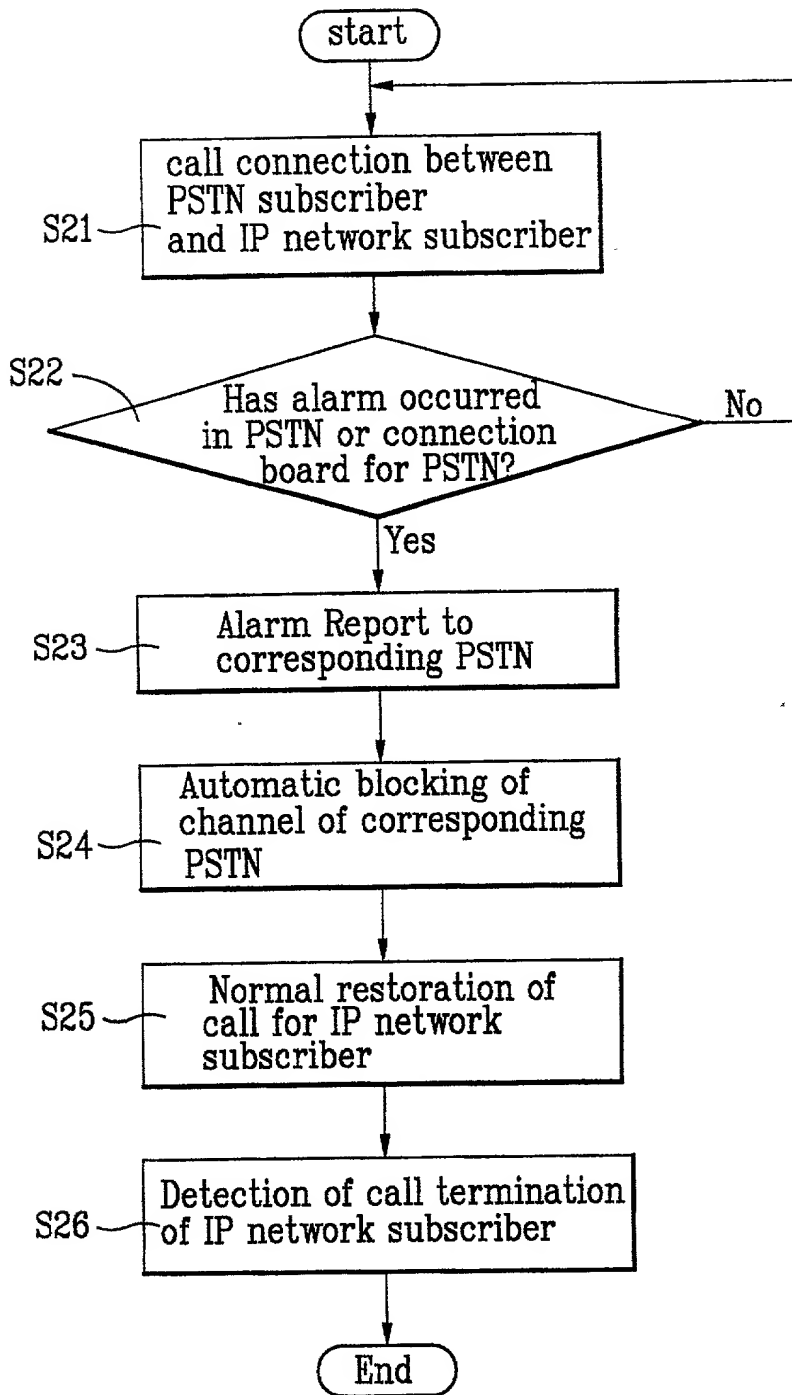 start
call connection between
PSTN subscriber
and IP network subscriber
S21
S22
Has alarm occurred
in PSTN or connection
board for PSTN?
No
Yes
S23
Alarm Report to
corresponding PSTN
S24
Automatic blocking of
channel of corresponding
PSTN
S25
Normal restoration of
call for IP network
subscriber
S26
Detection of call termination
of IP network subscriber
End